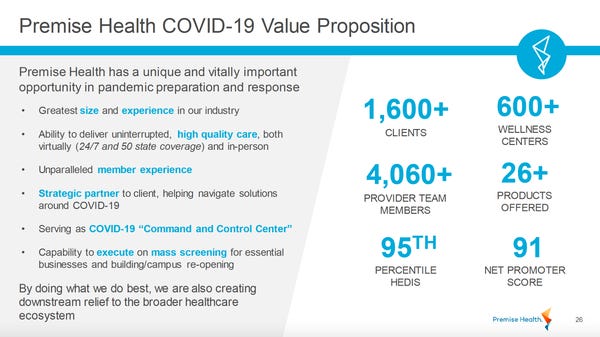 Premise Health COVID-19 Value Proposition
Premise Health has a unique and vitally important
opportunity in pandemic preparation and response
• Greatest size and experience in our industry
• Ability to deliver uninterrupted, high quality care, both
virtually (24/7 and 50 state coverage) and in-person
• Unparalleled member experience
• Strategic partner to client, helping navigate solutions
around COVID-19
• Serving as COVID-19 “Command and Control Center”
• Capability to execute on mass screening for essential
businesses and building/campus re-opening
By doing what we do best, we are also creating
downstream relief to the broader healthcare
ecosystem
1,600+
CLIENTS
600+
WELLNESS
CENTERS
4,060+
PROVIDER TEAM
MEMBERS
26+
PRODUCTS
OFFERED
95TH
PERCENTILE
HEDIS
91
NET PROMOTER
SCORE
Premise Health.
26